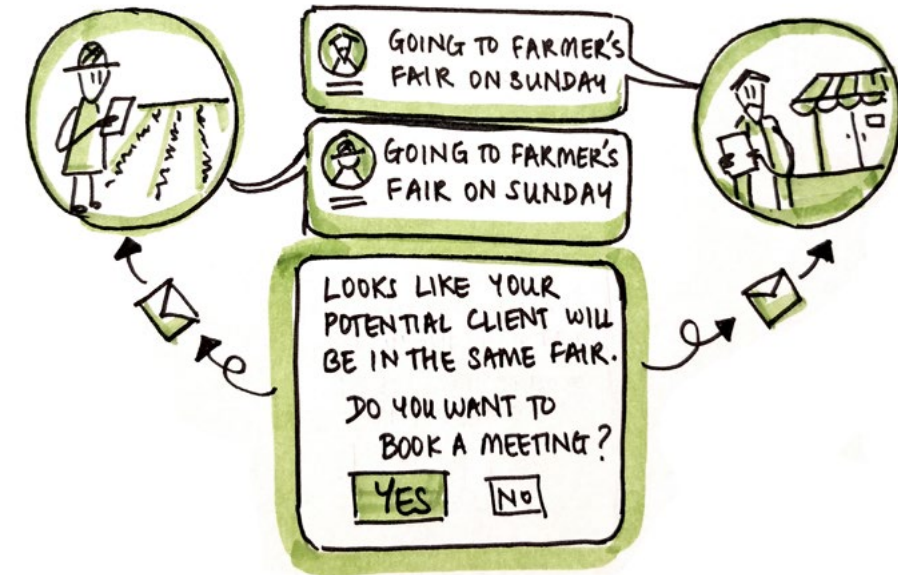 GOING TO FARMER'S
FAIR ON SUNDAY
GOING TO FARMER'S
FAIR ON SUNDAY
LOOKS LIKE YOUR
POTENTIAL CLIENT WILL
BE IN THE SAME FAIR.
DO YOU WANT TO
BOOK A MEETING?
YES NO